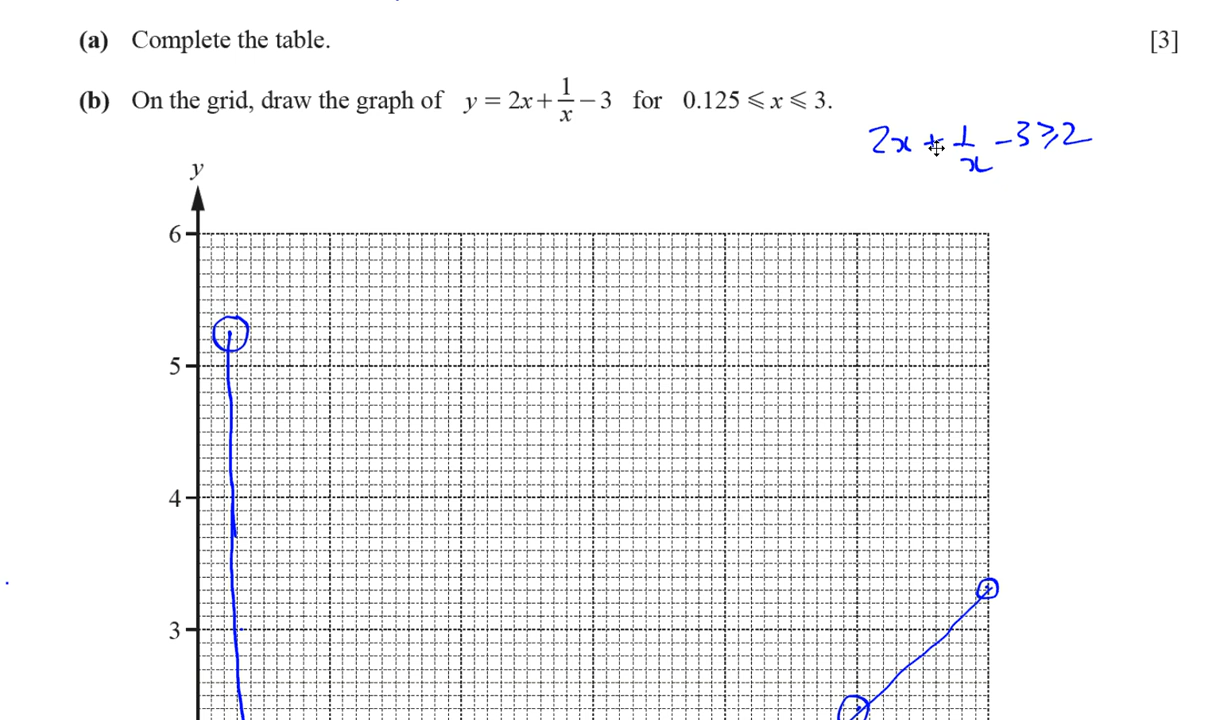 (a) Complete the table. [3]
(b) On the grid, draw the graph of y = 2x + 1/x − 3 for 0.125 ⩽ x ⩽ 3.
2x + 1/x − 3 ⩾ 2
y
6
5
4
3